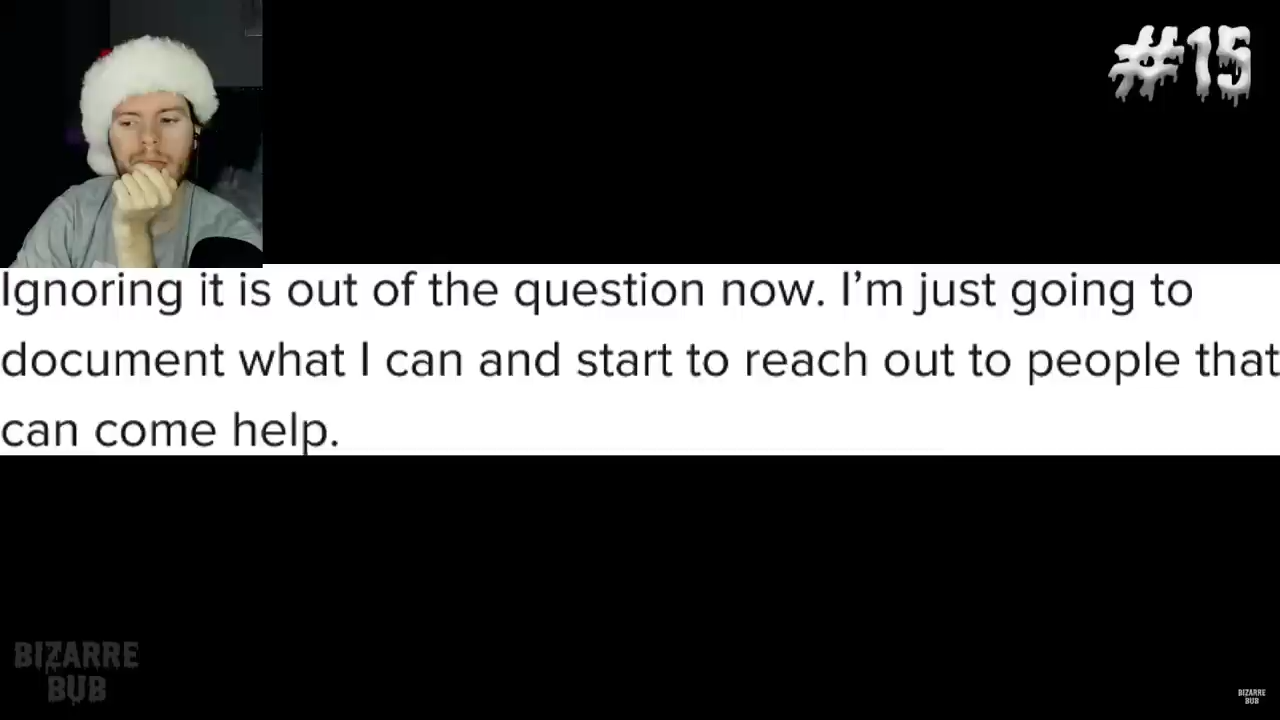 #15
Ignoring it is out of the question now. I’m just going to
document what I can and start to reach out to people that
can come help.
BIZARRE
BUB
BIZARRE
BUB